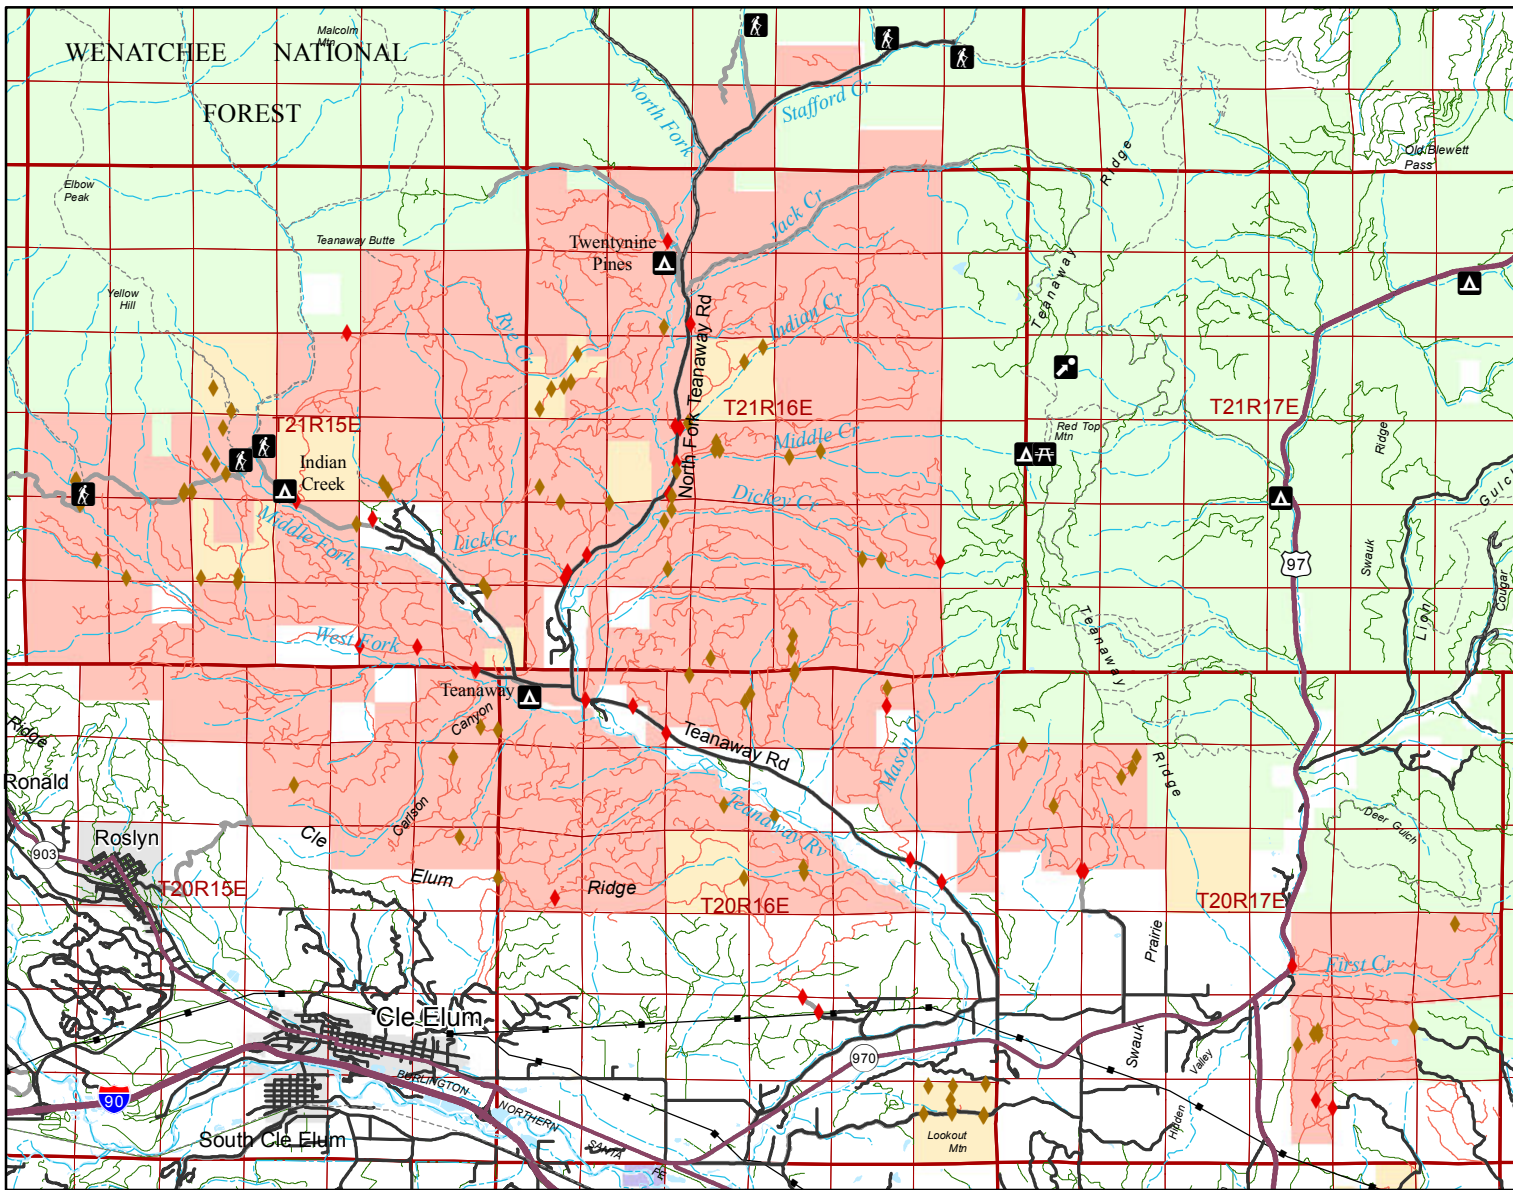 Malcolm
Mtn
WENATCHEE NATIONAL
FOREST
North Fork
Stafford Cr
Old Blewett
Pass
Ridge
Elbow
Peak
Teanaway Butte
Twentynine
Pines
Jack Cr
Teanaway
Yellow
Hill
Rye Cr
North Fork Teanaway Rd
Indian Cr
T21R15E
T21R16E
T21R17E
Red Top
Mtn
Ridge
Middle Cr
Indian
Creek
Dickey Cr
Gulch
Middle Fork
Lick Cr
97
Swauk
Cougar
Lion
West Fork
Teanaway
Teanaway
Canyon
Ridge
Teanaway Rd
Mason Cr
Ridge
Ronald
Carlson
Teanaway Rv
Deer Gulch
Roslyn
Cle
903
Elum
Ridge
T20R15E
T20R16E
T20R17E
Prairie
First Cr
Cle Elum
Swauk
970
Valley
BURLINGTON
90
NORTHERN
Hidden
South Cle Elum
SANTA
FE
Lookout
Mtn